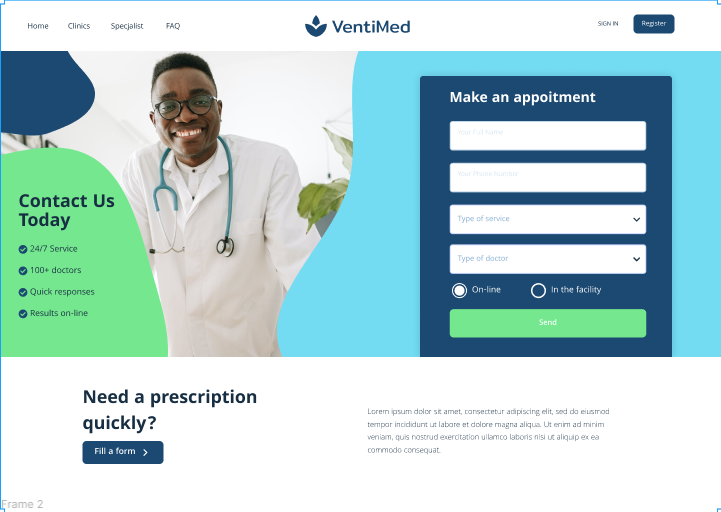 Home Clinics Specjalist FAQ
VentiMed
SIGN IN Register
Make an appoitment
Your Full Name
Your Phone Number
Type of service
Type of doctor
On-line In the facility
Send
Contact Us
Today
24/7 Service
100+ doctors
Quick responses
Results on-line
Need a prescription
quickly?
Fill a form
Lorem ipsum dolor sit amet, consectetur adipiscing elit, sed do eiusmod
tempor incididunt ut labore et dolore magna aliqua. Ut enim ad minim
veniam, quis nostrud exercitation ullamco laboris nisi ut aliquip ex ea
commodo consequat.
Frame 2